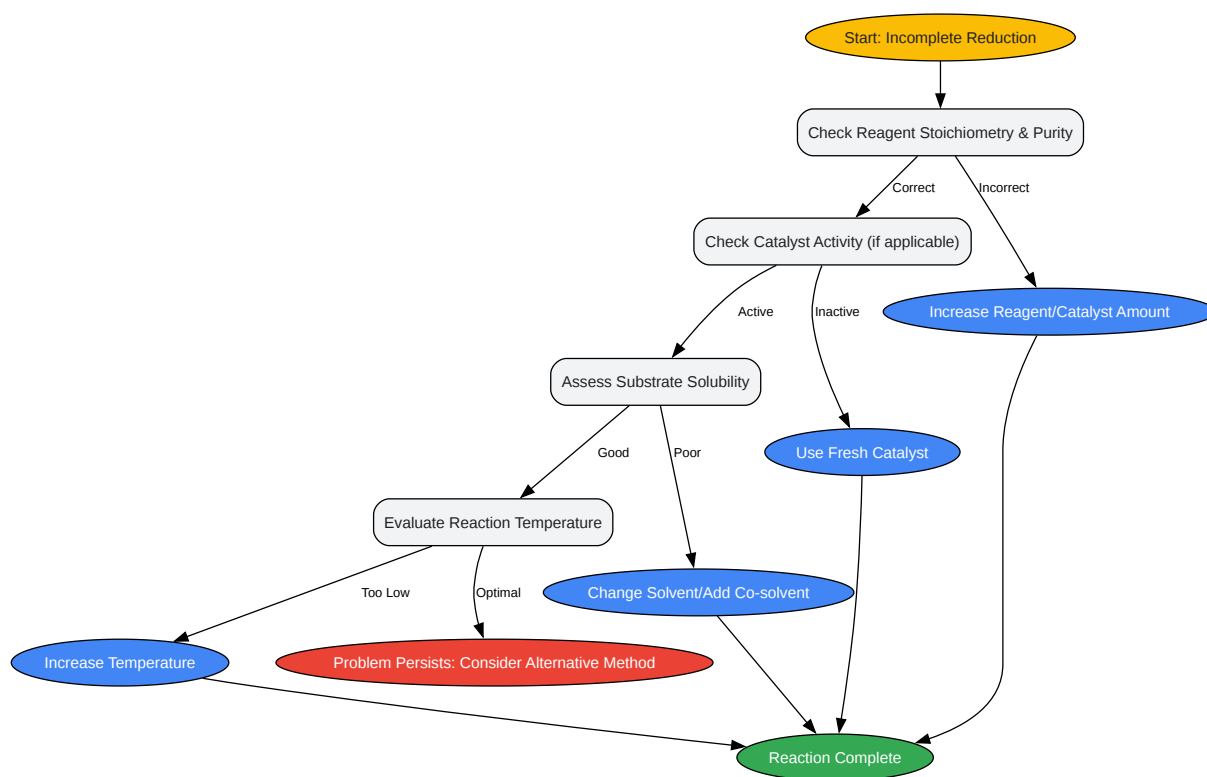 Start: Incomplete Reduction
Check Reagent Stoichiometry & Purity
Correct
Incorrect
Check Catalyst Activity (if applicable)
Active
Inactive
Increase Reagent/Catalyst Amount
Assess Substrate Solubility
Good
Poor
Use Fresh Catalyst
Evaluate Reaction Temperature
Too Low
Optimal
Change Solvent/Add Co-solvent
Increase Temperature
Problem Persists: Consider Alternative Method
Reaction Complete